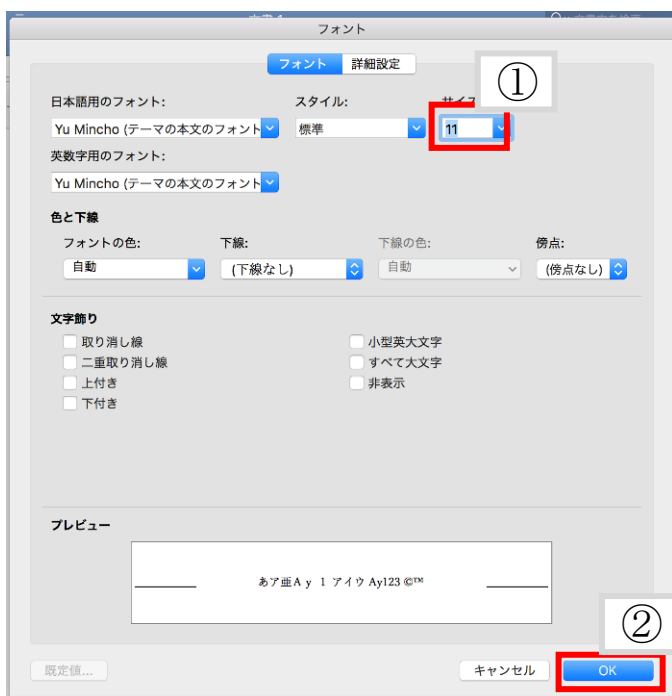 フォント
フォント 詳細設定
①
日本語用のフォント: スタイル:
Yu Mincho (テーマの本文のフォント 標準 11
英数字用のフォント:
Yu Mincho (テーマの本文のフォント
色と下線
フォントの色: 下線: 下線の色: 傍点:
自動 (下線なし) 自動 (傍点なし)
文字飾り
取り消し線 小型英大文字
二重取り消し線 すべて大文字
上付き 非表示
下付き
プレビュー
あア亜A y 1 アイウ Ay123 ©™
②
既定値... キャンセル OK